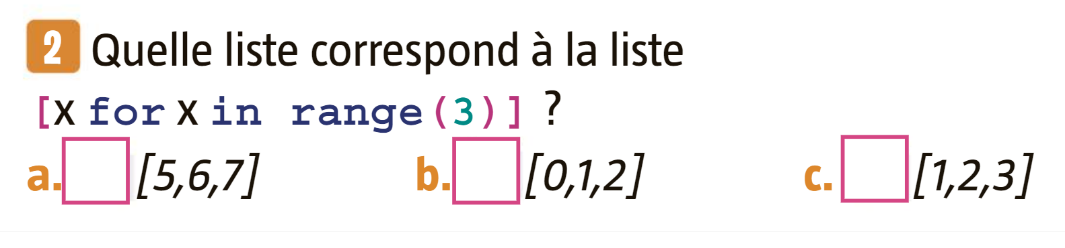 2 Quelle liste correspond à la liste
[x for x in range(3)] ?
a. [5,6,7] b. [0,1,2] c. [1,2,3]